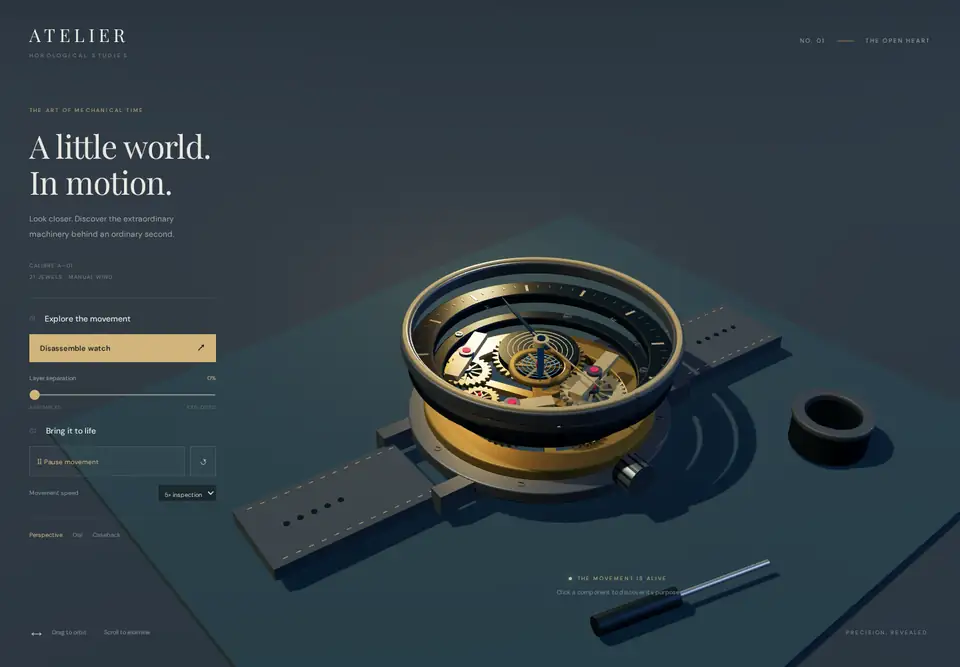 ATELIER
HOROLOGICAL STUDIES
NO. 01
THE OPEN HEART
THE ART OF MECHANICAL TIME
A little world.
In motion.
Look closer. Discover the extraordinary
machinery behind an ordinary second.
CALIBRE A–01
21 JEWELS · MANUAL WIND
01 Explore the movement
Disassemble watch ↗
Layer separation 0%
ASSEMBLED EXPLODED
02 Bring it to life
Pause movement
Movement speed 5× inspection
Perspective Dial Caseback
THE MOVEMENT IS ALIVE
Click a component to discover its purpose
↔ Drag to orbit Scroll to examine
PRECISION, REVEALED